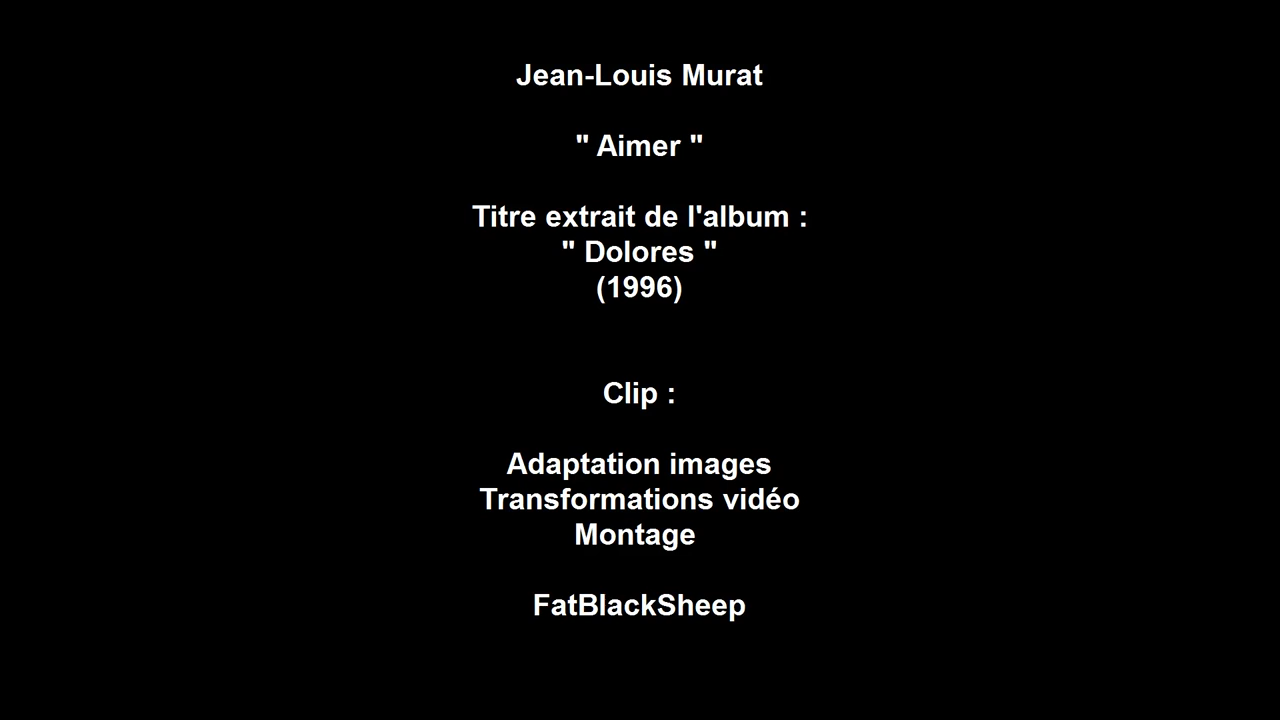 Jean-Louis Murat
" Aimer "
Titre extrait de l'album :
" Dolores "
(1996)
Clip :
Adaptation images
Transformations vidéo
Montage
FatBlackSheep